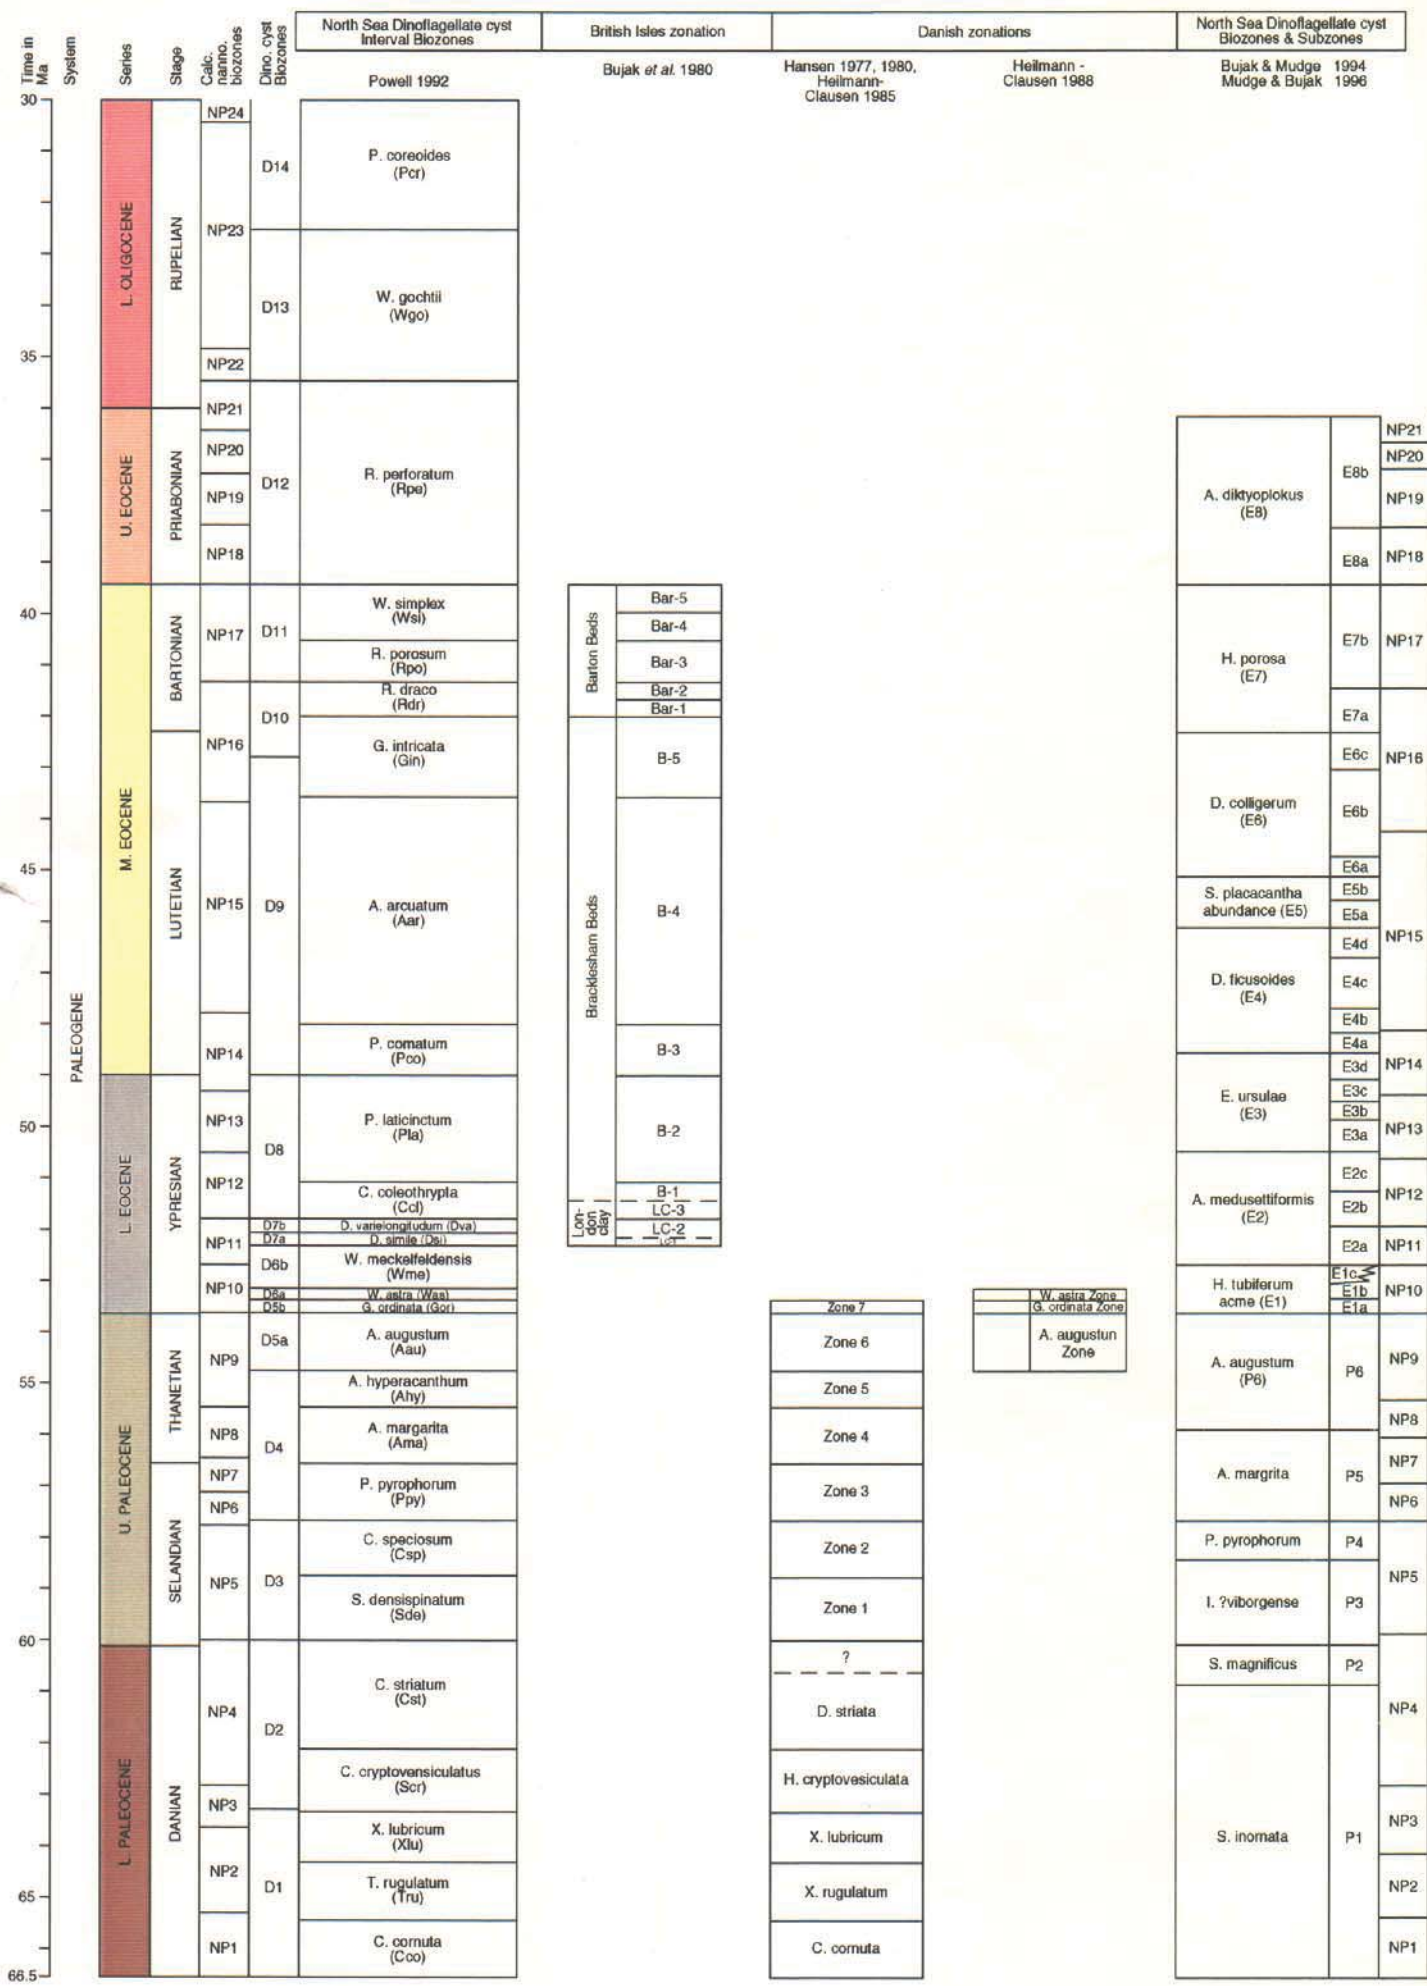 Time in
Ma
System
Series
Stage
Calc.
nanno.
biozones
Dino. cyst
Biozones
North Sea Dinoflagellate cyst
Interval Biozones
Powell 1992
British Isles zonation
Bujak et al. 1980
Danish zonations
Hansen 1977, 1980,
Heilmann-
Clausen 1985
Heilmann -
Clausen 1988
North Sea Dinoflagellate cyst
Biozones & Subzones
Bujak & Mudge 1994
Mudge & Bujak 1996
30
35
40
45
50
55
60
65
66.5
PALEOGENE
L. OLIGOCENE
U. EOCENE
M. EOCENE
L. EOCENE
U. PALEOCENE
L. PALEOCENE
RUPELIAN
PRIABONIAN
BARTONIAN
LUTETIAN
YPRESIAN
THANETIAN
SELANDIAN
DANIAN
NP24
NP23
NP22
NP21
NP20
NP19
NP18
NP17
NP16
NP15
NP14
NP13
NP12
NP11
NP10
NP9
NP8
NP7
NP6
NP5
NP4
NP3
NP2
NP1
D14
D13
D12
D11
D10
D9
D8
D7b
D7a
D6b
D6a
D5b
D5a
D4
D3
D2
D1
P. coreoides
(Pcr)
W. gochtii
(Wgo)
R. perforatum
(Rpe)
W. simplex
(Wsi)
R. porosum
(Rpo)
R. draco
(Rdr)
G. intricata
(Gin)
A. arcuatum
(Aar)
P. comatum
(Pco)
P. laticinctum
(Pla)
C. coleothrypta
(Ccl)
D. varielongitudum (Dva)
D. simile (Dsi)
W. meckelfeldensis
(Wme)
W. astra (Was)
G. ordinata (Gor)
A. augustum
(Aau)
A. hyperacanthum
(Ahy)
A. margarita
(Ama)
P. pyrophorum
(Ppy)
C. speciosum
(Csp)
S. densispinatum
(Sde)
C. striatum
(Cst)
C. cryptovensiculatus
(Scr)
X. lubricum
(Xlu)
T. rugulatum
(Tru)
C. cornuta
(Cco)
Barton Beds
Bracklesham Beds
Lon-
don
clay
Bar-5
Bar-4
Bar-3
Bar-2
Bar-1
B-5
B-4
B-3
B-2
B-1
LC-3
LC-2
LC-1
Zone 7
Zone 6
Zone 5
Zone 4
Zone 3
Zone 2
Zone 1
?
D. striata
H. cryptovesiculata
X. lubricum
X. rugulatum
C. cornuta
W. astra Zone
G. ordinata Zone
A. augustun
Zone
A. diktyoplokus
(E8)
H. porosa
(E7)
D. colligerum
(E6)
S. placacantha
abundance (E5)
D. ficusoides
(E4)
E. ursulae
(E3)
A. medusettiformis
(E2)
H. tubiferum
acme (E1)
A. augustum
(P6)
A. margrita
P. pyrophorum
I. ?viborgense
S. magnificus
S. inornata
E8b
E8a
E7b
E7a
E6c
E6b
E6a
E5b
E5a
E4d
E4c
E4b
E4a
E3d
E3c
E3b
E3a
E2c
E2b
E2a
E1c
E1b
E1a
P6
P5
P4
P3
P2
P1
NP21
NP20
NP19
NP18
NP17
NP16
NP15
NP14
NP13
NP12
NP11
NP10
NP9
NP8
NP7
NP6
NP5
NP4
NP3
NP2
NP1